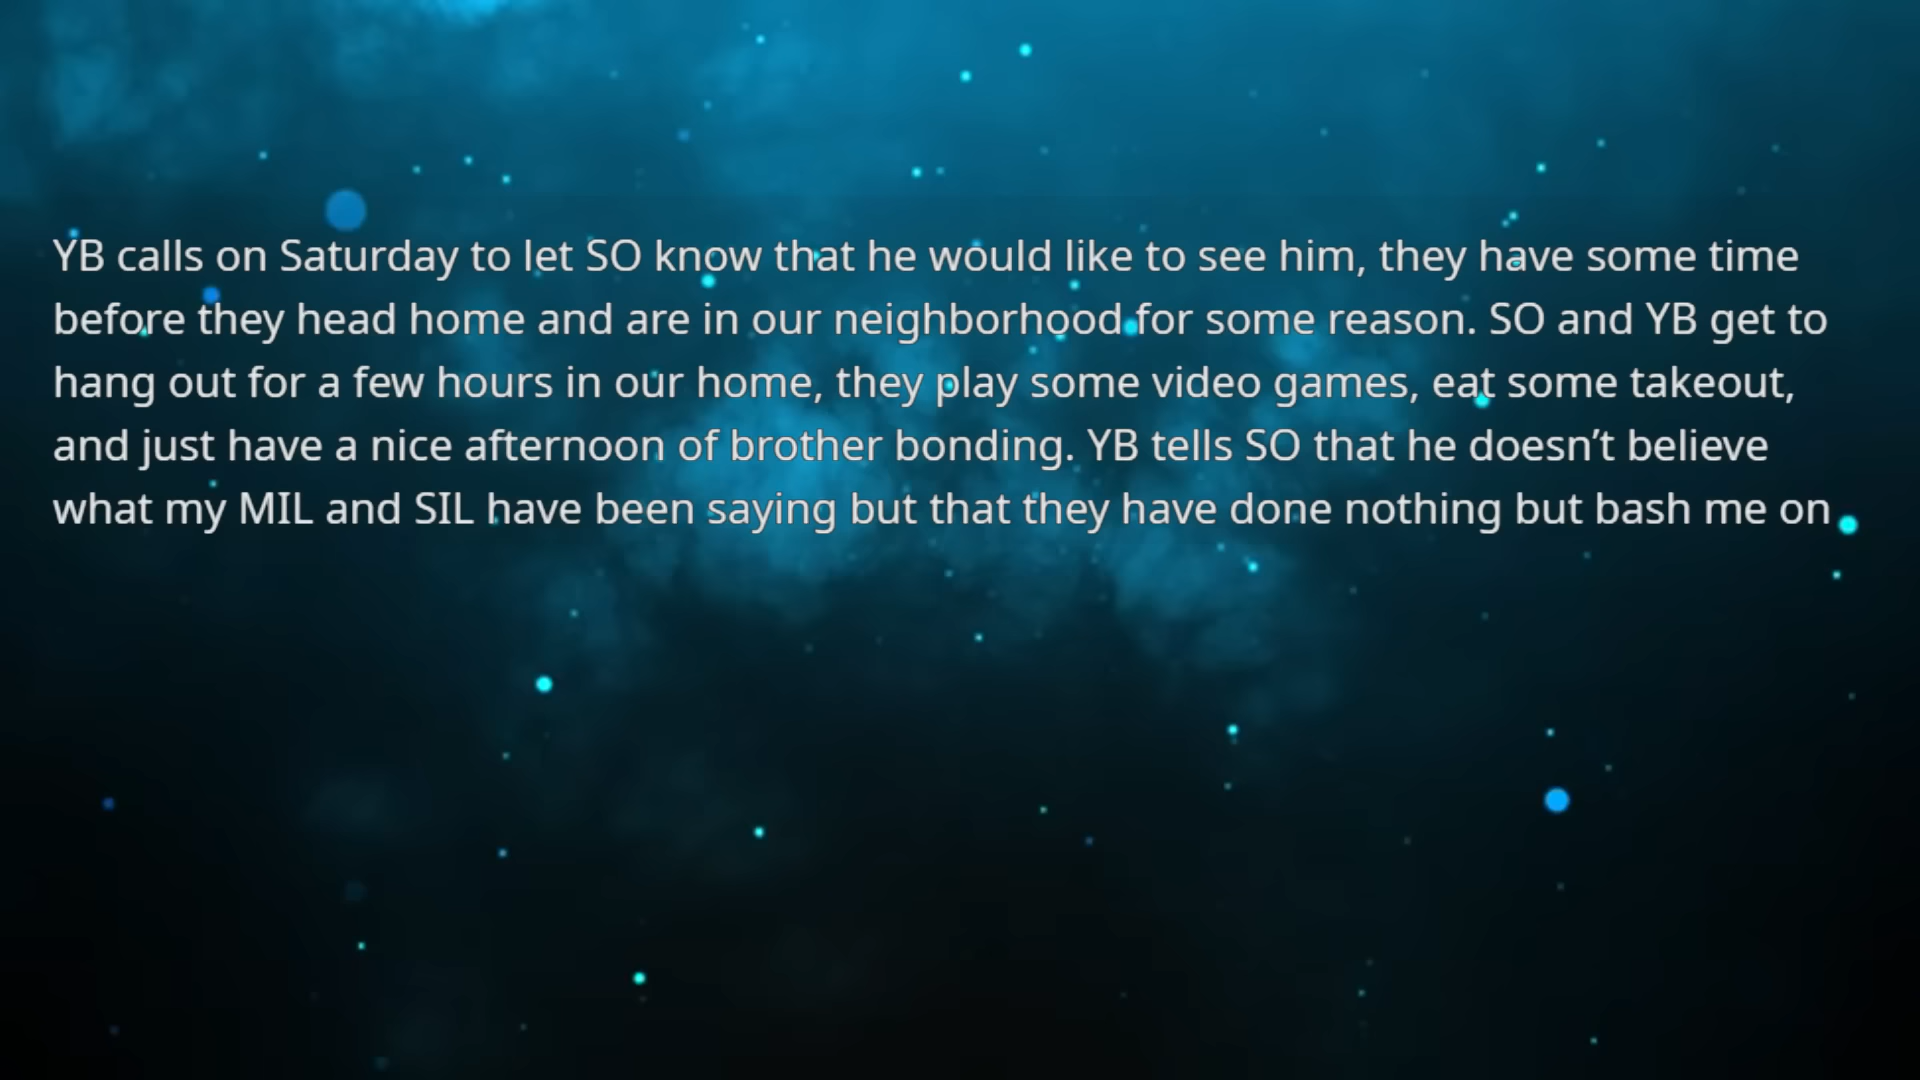 YB calls on Saturday to let SO know that he would like to see him, they have some time
before they head home and are in our neighborhood for some reason. SO and YB get to
hang out for a few hours in our home, they play some video games, eat some takeout,
and just have a nice afternoon of brother bonding. YB tells SO that he doesn’t believe
what my MIL and SIL have been saying but that they have done nothing but bash me on